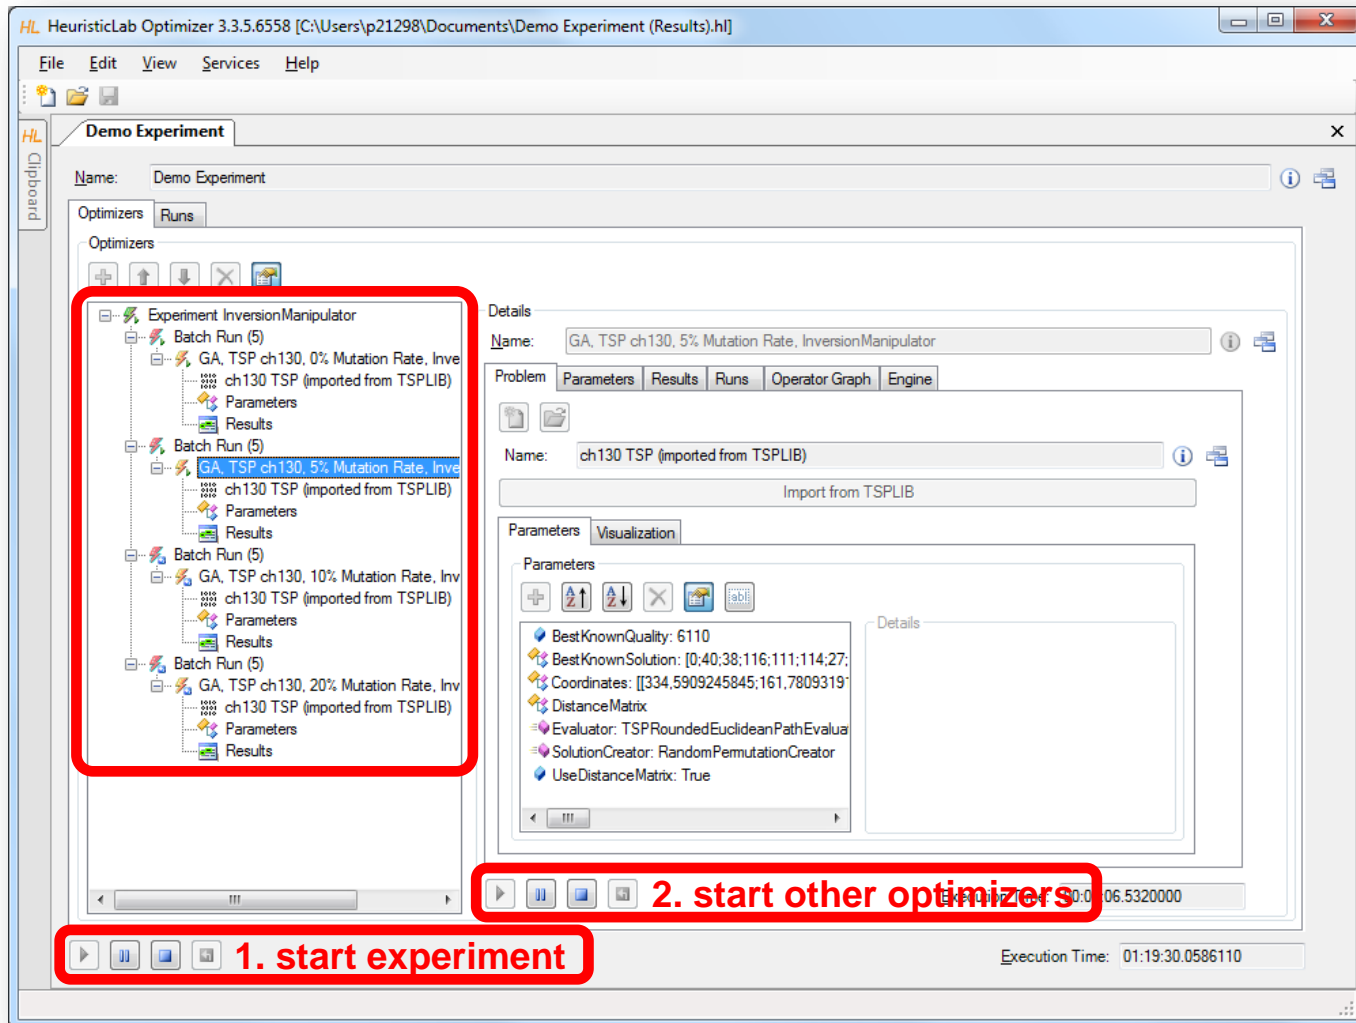 HL HeuristicLab Optimizer 3.3.5.6558 [C:\Users\p21298\Documents\Demo Experiment (Results).hl]
File Edit View Services Help
HL Clipboard
Demo Experiment
Name: Demo Experiment
Optimizers Runs
Optimizers
Experiment InversionManipulator
Batch Run (5)
GA, TSP ch130, 0% Mutation Rate, Inve
ch130 TSP (imported from TSPLIB)
Parameters
Results
Batch Run (5)
GA, TSP ch130, 5% Mutation Rate, Inve
ch130 TSP (imported from TSPLIB)
Parameters
Results
Batch Run (5)
GA, TSP ch130, 10% Mutation Rate, Inv
ch130 TSP (imported from TSPLIB)
Parameters
Results
Batch Run (5)
GA, TSP ch130, 20% Mutation Rate, Inv
ch130 TSP (imported from TSPLIB)
Parameters
Results
Details
Name: GA, TSP ch130, 5% Mutation Rate, InversionManipulator
Problem Parameters Results Runs Operator Graph Engine
Name: ch130 TSP (imported from TSPLIB)
Import from TSPLIB
Parameters Visualization
Parameters
BestKnownQuality: 6110
BestKnownSolution: [0;40;38;116;111;114;27;
Coordinates: [[334,5909245845;161,7809319
DistanceMatrix
Evaluator: TSPRoundedEuclideanPathEvalua
SolutionCreator: RandomPermutationCreator
UseDistanceMatrix: True
Details
2. start other optimizers
Execution Time: 06.5320000
1. start experiment
Execution Time: 01:19:30.0586110